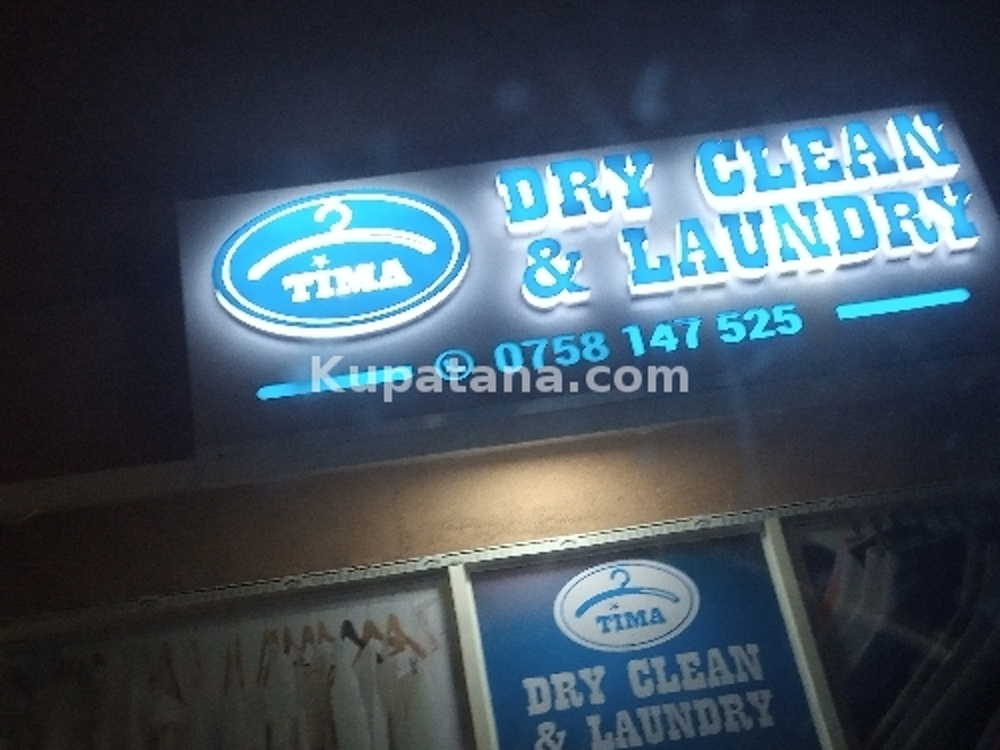 TIMA
DRY CLEAN
& LAUNDRY
0758 147 525
Kupatana.com
TIMA
DRY CLEAN
& LAUNDRY